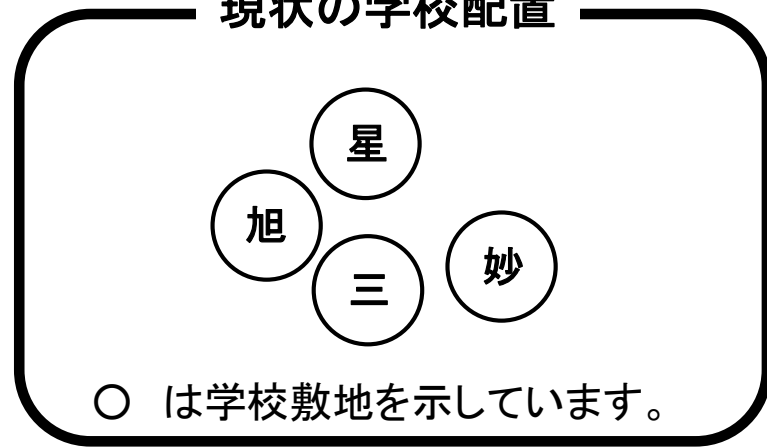 現状の学校配置
星
旭
三
妙
○ は学校敷地を示しています。